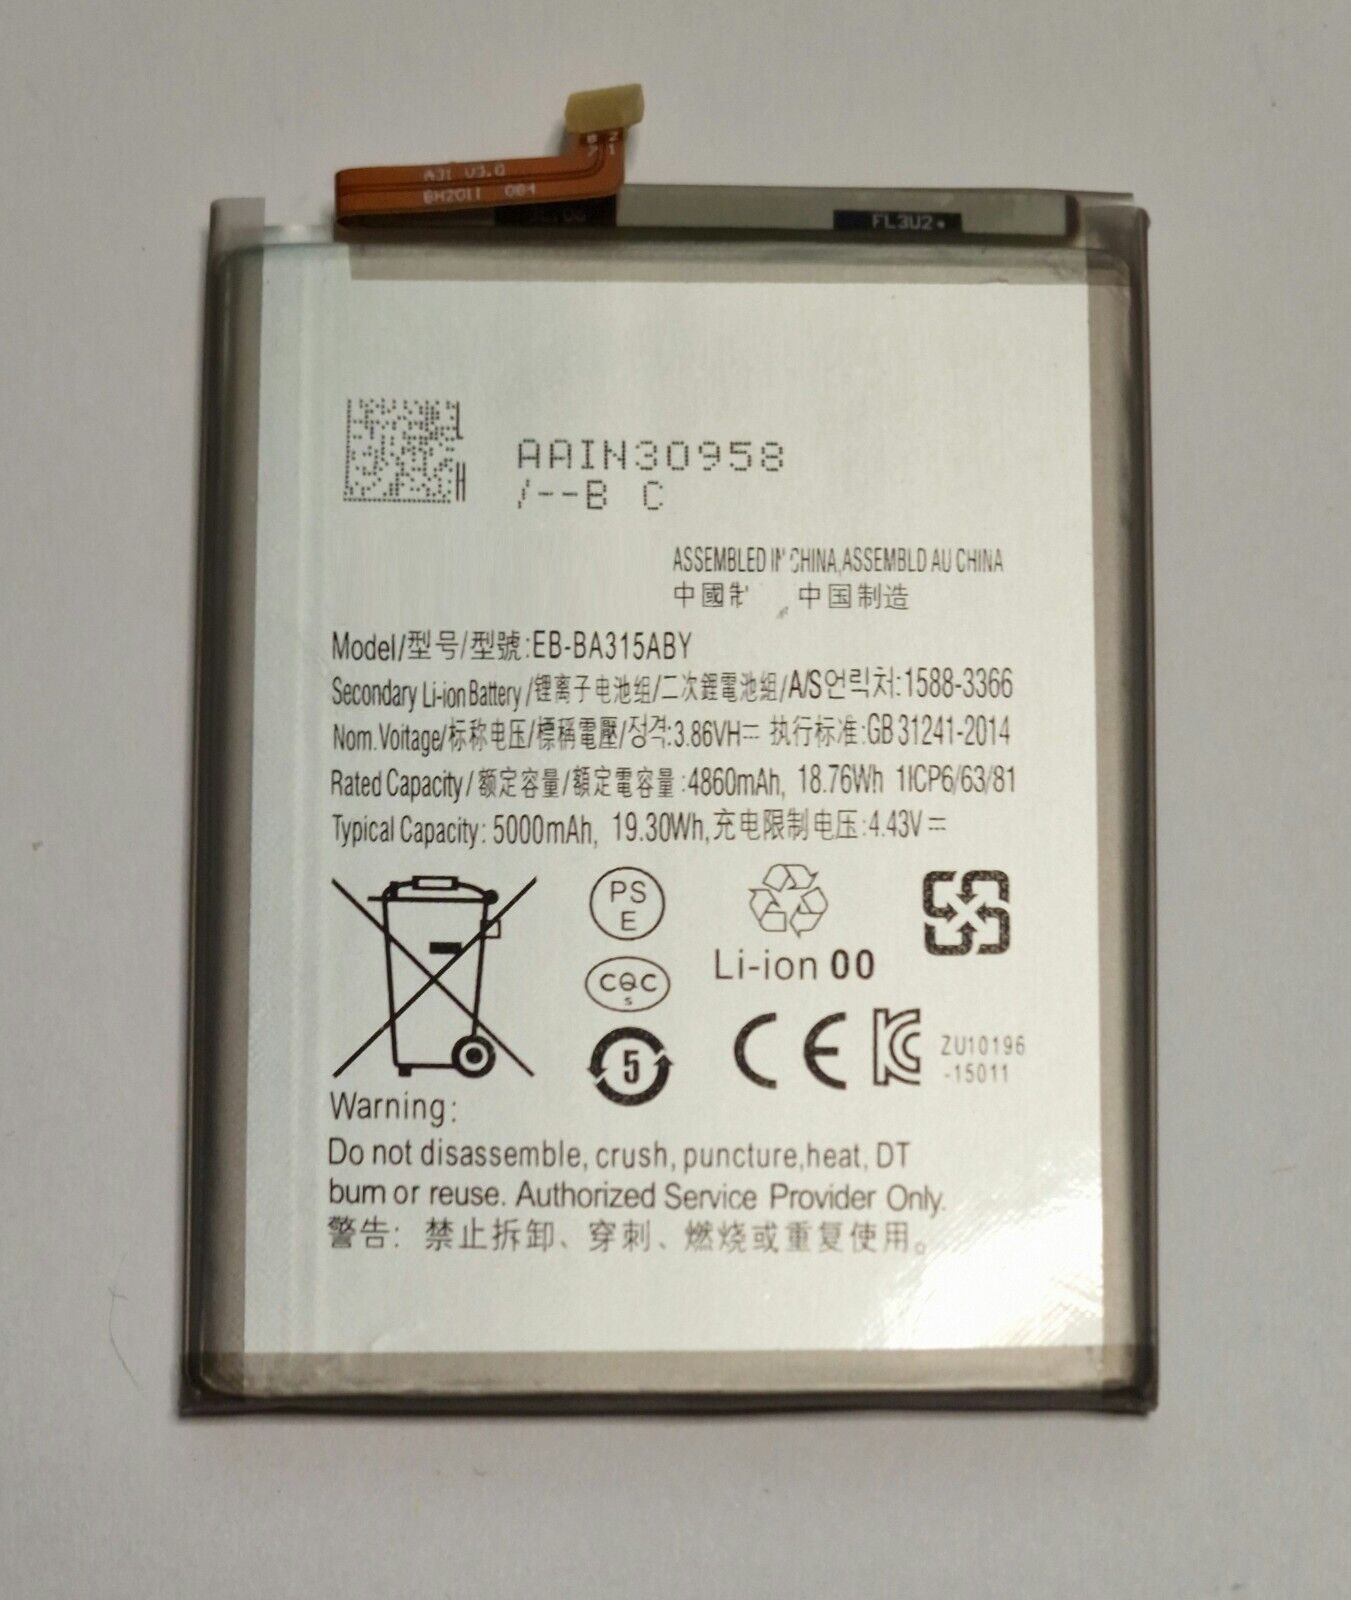 A31 V3.0
BH2011 004
FL3U2
AAIN30958
/--B C
ASSEMBLED IN CHINA,ASSEMBLD AU CHINA
中國制 中国制造
Model/型号/型號:EB-BA315ABY
Secondary Li-ion Battery/锂离子电池组/二次鋰電池組/A/S언릭처:1588-3366
Nom.Voitage/标称电压/標稱電壓/정격:3.86VH⎓ 执行标准:GB 31241-2014
Rated Capacity/额定容量/額定電容量:4860mAh, 18.76Wh 1ICP6/63/81
Typical Capacity: 5000mAh, 19.30Wh,充电限制电压:4.43V⎓
PS
E
CQC
s
5
Li-ion 00
CE
ZU10196
-15011
Warning:
Do not disassemble, crush, puncture,heat, DT
bum or reuse. Authorized Service Provider Only.
警告: 禁止拆卸、穿刺、燃烧或重复使用。